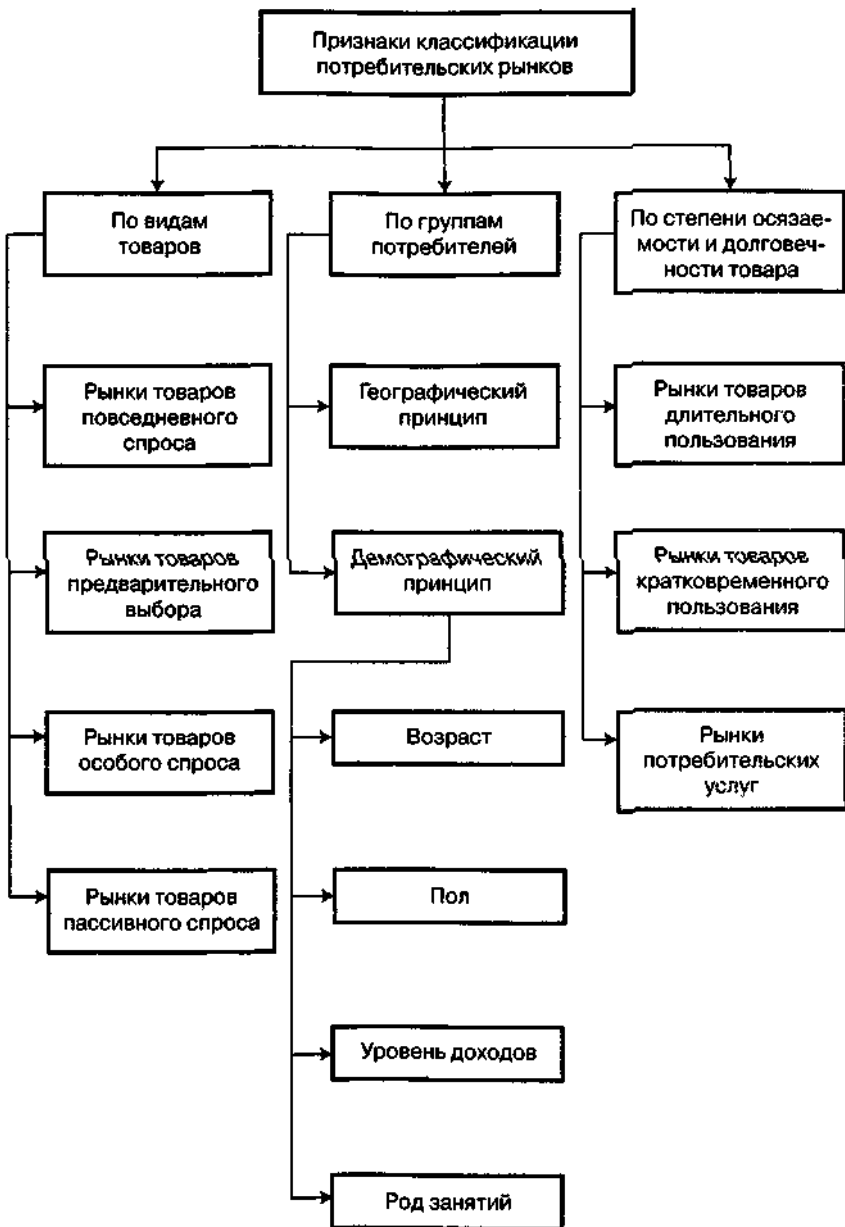 Признаки классификации
потребительских рынков
По видам
товаров
По группам
потребителей
По степени осязае-
мости и долговеч-
ности товара
Рынки товаров
повседневного
спроса
Географический
принцип
Рынки товаров
длительного
пользования
Рынки товаров
предварительного
выбора
Демографический
принцип
Рынки товаров
кратковременного
пользования
Рынки товаров
особого спроса
Возраст
Рынки
потребительских
услуг
Рынки товаров
пассивного спроса
Пол
Уровень доходов
Род занятий